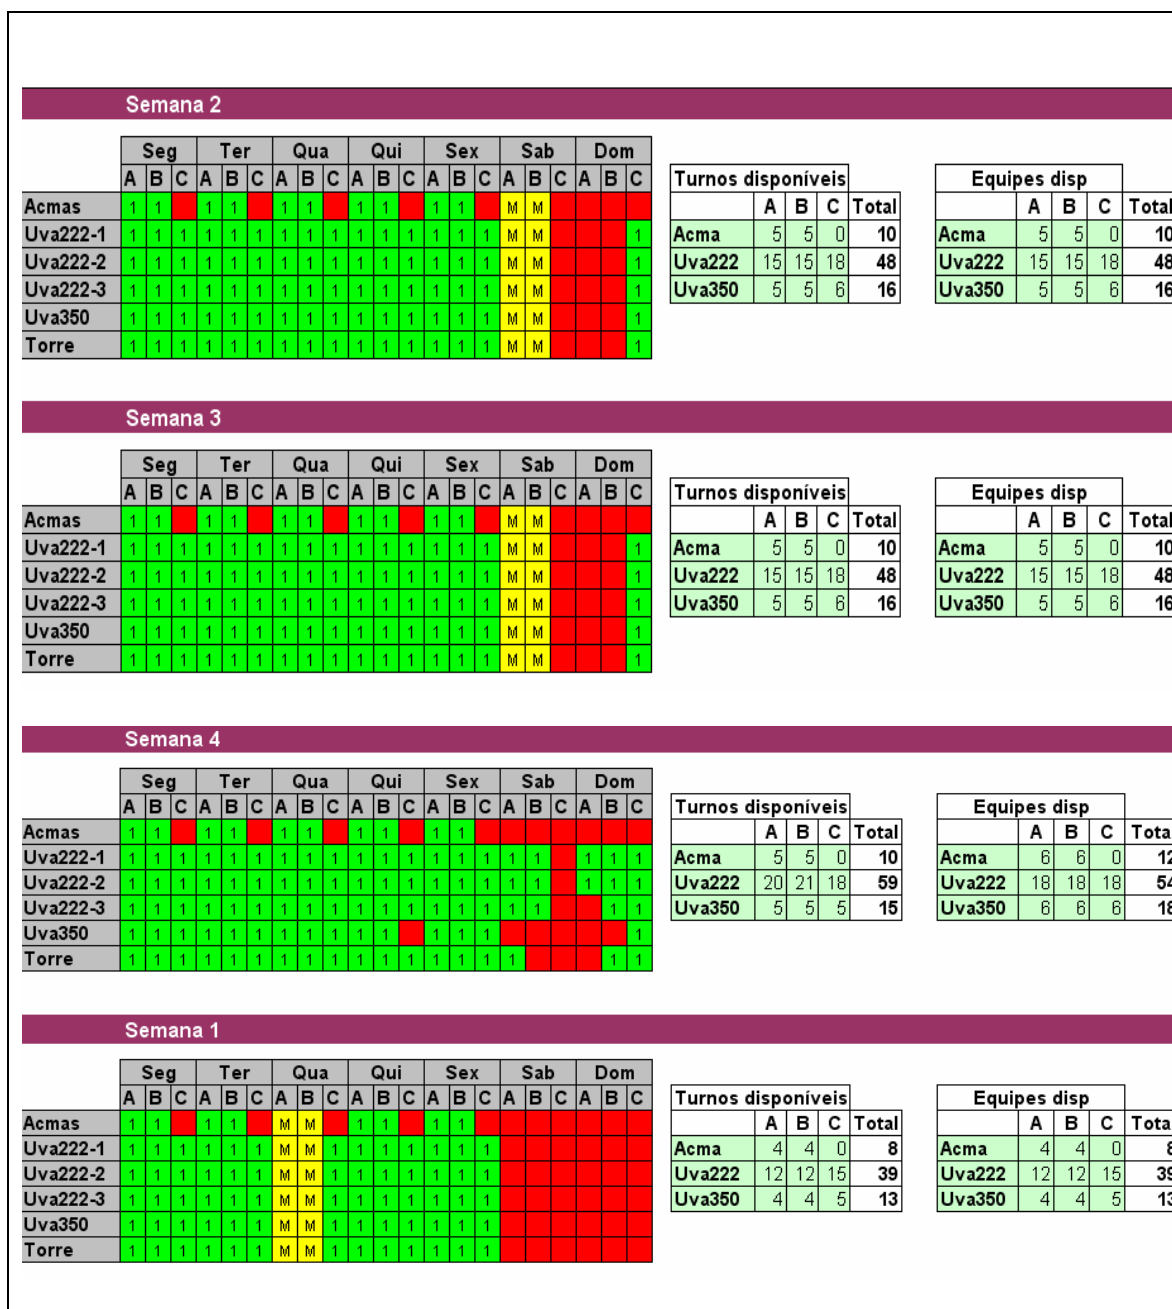 Semana 2
Seg Ter Qua Qui Sex Sab Dom
A B C A B C A B C A B C A B C A B C A B C Turnos disponíveis Equipes disp
Acmas 1 1 1 1 1 1 1 1 1 1 M M A B C Total A B C Total
Uva222-1 1 1 1 1 1 1 1 1 1 1 1 1 1 1 1 M M 1 Acma 5 5 0 10 Acma 5 5 0 10
Uva222-2 1 1 1 1 1 1 1 1 1 1 1 1 1 1 1 M M 1 Uva222 15 15 18 48 Uva222 15 15 18 48
Uva222-3 1 1 1 1 1 1 1 1 1 1 1 1 1 1 1 M M 1 Uva350 5 5 6 16 Uva350 5 5 6 16
Uva350 1 1 1 1 1 1 1 1 1 1 1 1 1 1 1 M M 1
Torre 1 1 1 1 1 1 1 1 1 1 1 1 1 1 1 M M 1
Semana 3
Seg Ter Qua Qui Sex Sab Dom
A B C A B C A B C A B C A B C A B C A B C Turnos disponíveis Equipes disp
Acmas 1 1 1 1 1 1 1 1 1 1 M M A B C Total A B C Total
Uva222-1 1 1 1 1 1 1 1 1 1 1 1 1 1 1 1 M M 1 Acma 5 5 0 10 Acma 5 5 0 10
Uva222-2 1 1 1 1 1 1 1 1 1 1 1 1 1 1 1 M M 1 Uva222 15 15 18 48 Uva222 15 15 18 48
Uva222-3 1 1 1 1 1 1 1 1 1 1 1 1 1 1 1 M M 1 Uva350 5 5 6 16 Uva350 5 5 6 16
Uva350 1 1 1 1 1 1 1 1 1 1 1 1 1 1 1 M M 1
Torre 1 1 1 1 1 1 1 1 1 1 1 1 1 1 1 M M 1
Semana 4
Seg Ter Qua Qui Sex Sab Dom
A B C A B C A B C A B C A B C A B C A B C Turnos disponíveis Equipes disp
Acmas 1 1 1 1 1 1 1 1 1 1 A B C Total A B C Total
Uva222-1 1 1 1 1 1 1 1 1 1 1 1 1 1 1 1 1 1 1 1 1 Acma 5 5 0 10 Acma 6 6 0 12
Uva222-2 1 1 1 1 1 1 1 1 1 1 1 1 1 1 1 1 1 1 1 1 Uva222 20 21 18 59 Uva222 18 18 18 54
Uva222-3 1 1 1 1 1 1 1 1 1 1 1 1 1 1 1 1 1 1 1 Uva350 5 5 5 15 Uva350 6 6 6 18
Uva350 1 1 1 1 1 1 1 1 1 1 1 1 1 1 1
Torre 1 1 1 1 1 1 1 1 1 1 1 1 1 1 1 1 1 1
Semana 1
Seg Ter Qua Qui Sex Sab Dom
A B C A B C A B C A B C A B C A B C A B C Turnos disponíveis Equipes disp
Acmas 1 1 1 1 M M 1 1 1 1 A B C Total A B C Total
Uva222-1 1 1 1 1 1 1 M M 1 1 1 1 1 1 1 Acma 4 4 0 8 Acma 4 4 0 8
Uva222-2 1 1 1 1 1 1 M M 1 1 1 1 1 1 1 Uva222 12 12 15 39 Uva222 12 12 15 39
Uva222-3 1 1 1 1 1 1 M M 1 1 1 1 1 1 1 Uva350 4 4 5 13 Uva350 4 4 5 13
Uva350 1 1 1 1 1 1 M M 1 1 1 1 1 1 1
Torre 1 1 1 1 1 1 M M 1 1 1 1 1 1 1